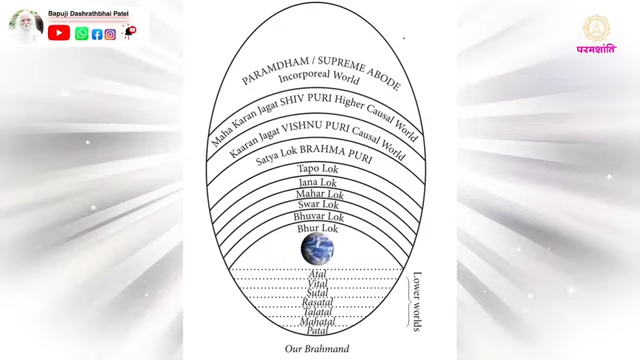 Bapuji Dashrathbhai Patel
परमशांति
PARAMDHAM / SUPREME ABODE
Incorporeal World
Maha Karan Jagat SHIV PURI Higher Causal World
Kaaran Jagat VISHNU PURI Causal World
Satya Lok BRAHMA PURI
Tapo Lok
Jana Lok
Mahar Lok
Swar Lok
Bhuvar Lok
Bhur Lok
Atal
Vital
Sutal
Rasatal
Talatal
Mahatal
Patal
Lower worlds
Our Brahmand